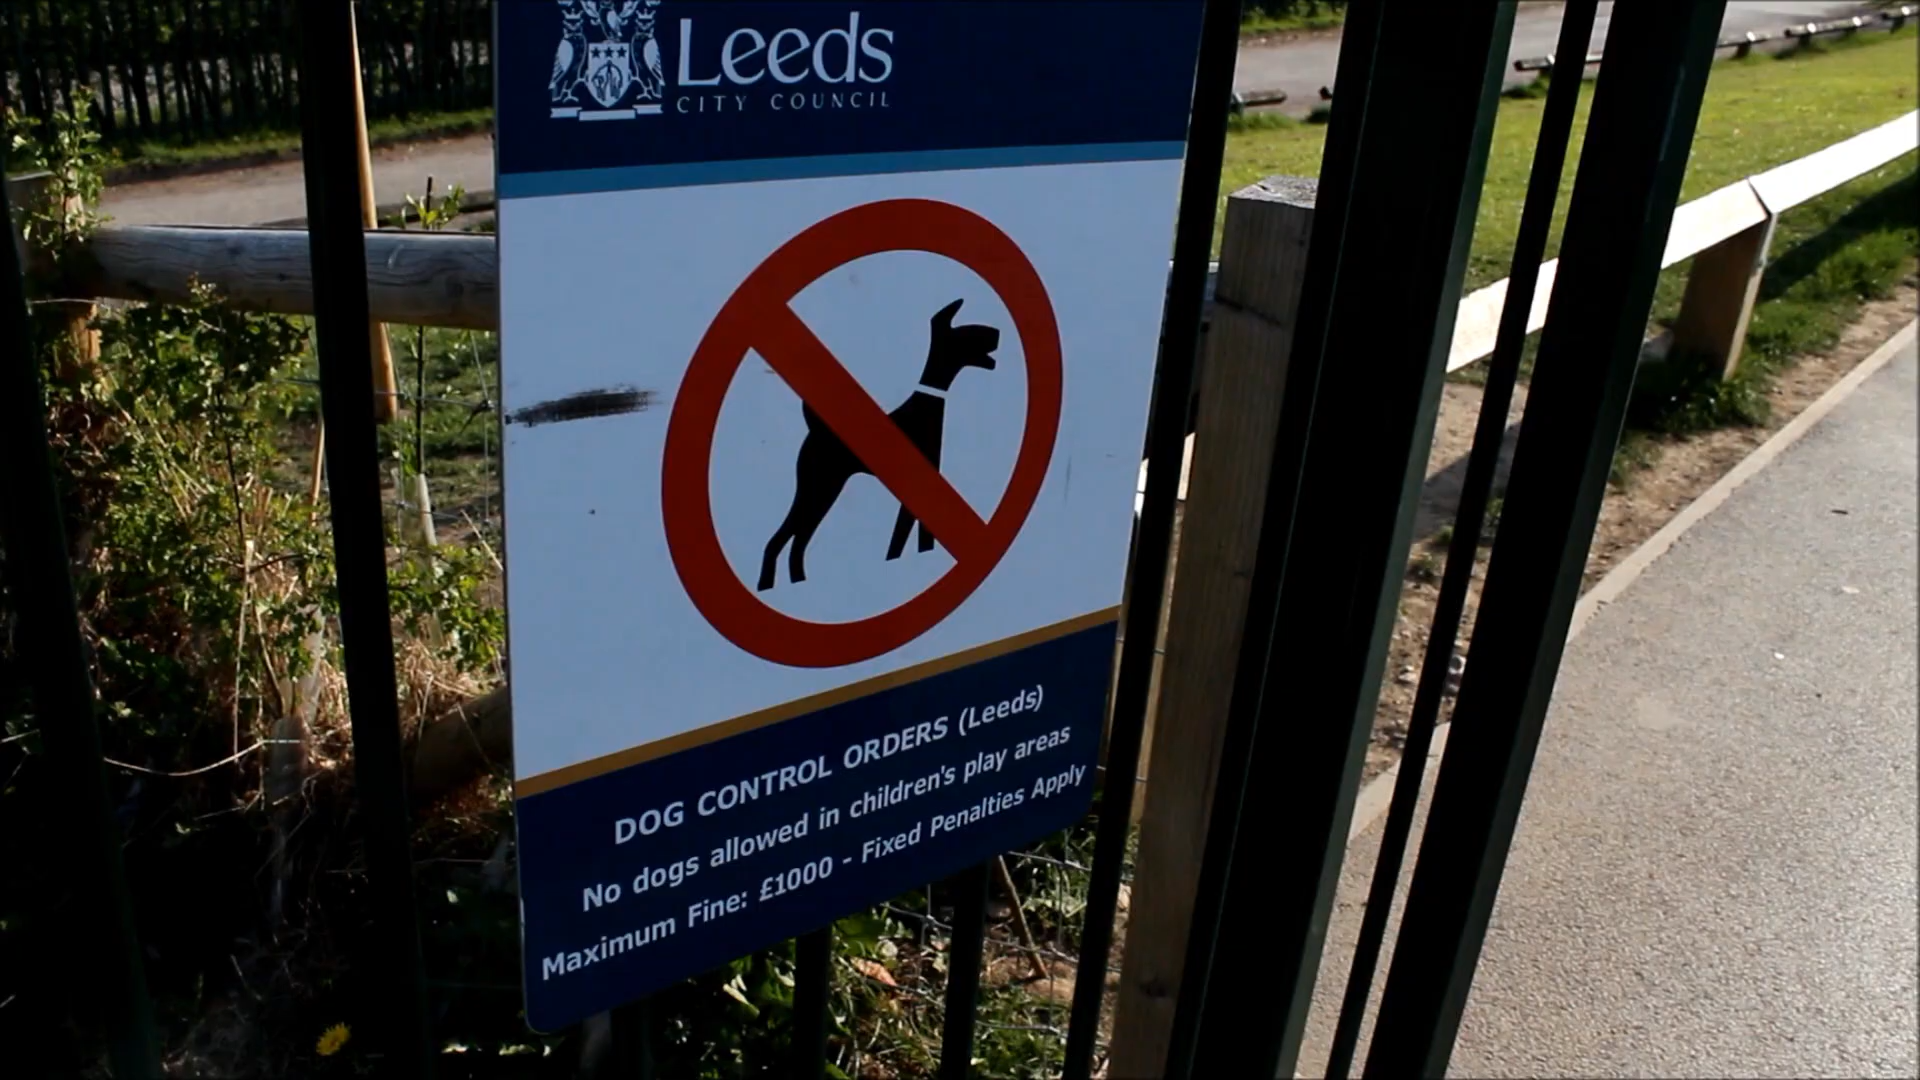 Leeds
CITY COUNCIL
DOG CONTROL ORDERS (Leeds)
No dogs allowed in children's play areas
Maximum Fine: £1000 - Fixed Penalties Apply